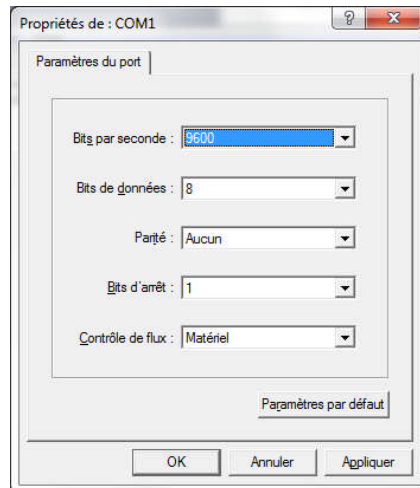 Propriétés de : COM1
Paramètres du port
Bits par seconde : 9600
Bits de données : 8
Parité : Aucun
Bits d'arrêt : 1
Contrôle de flux : Matériel
Paramètres par défaut
OK Annuler Appliquer